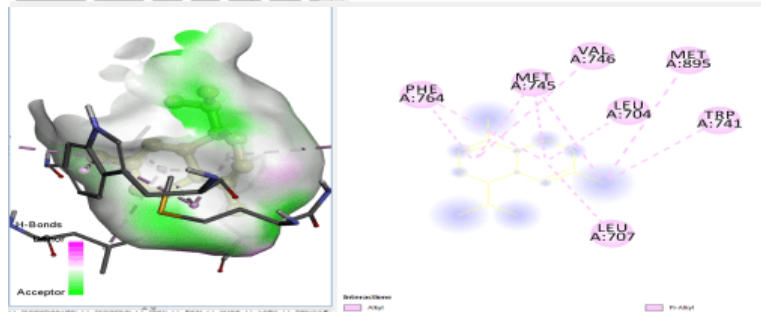 VAL
A:746
MET
A:895
PHE
A:764
MET
A:745
LEU
A:704
TRP
A:741
LEU
A:707
H-Bonds
Acceptor
Interactions
Alkyl
Pi-Alkyl